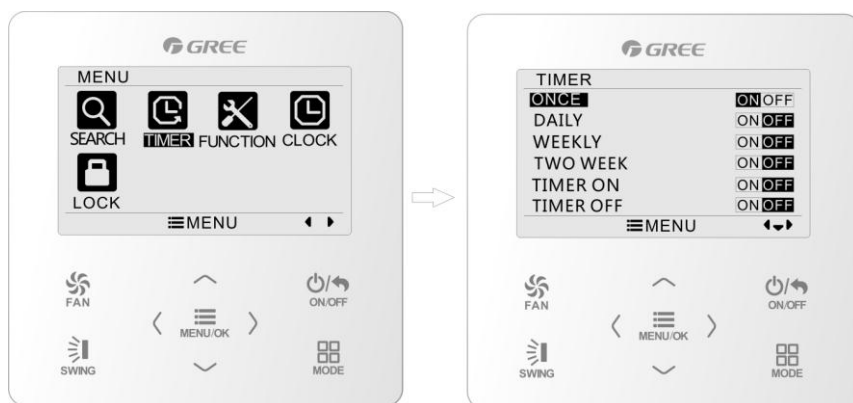 GREE
MENU
SEARCH TIMER FUNCTION CLOCK
LOCK
MENU
FAN
ON/OFF
MENU/OK
SWING
MODE
GREE
TIMER
ONCE ON OFF
DAILY ON OFF
WEEKLY ON OFF
TWO WEEK ON OFF
TIMER ON ON OFF
TIMER OFF ON OFF
MENU
FAN
ON/OFF
MENU/OK
SWING
MODE